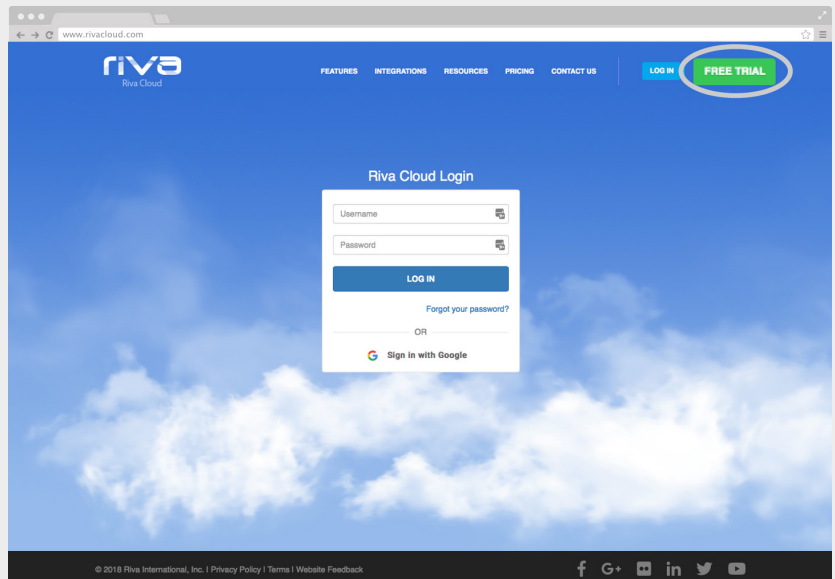 www.rivacloud.com
riva
Riva Cloud
FEATURES INTEGRATIONS RESOURCES PRICING CONTACT US LOG IN FREE TRIAL
Riva Cloud Login
Username
Password
LOG IN
Forgot your password?
OR
Sign in with Google
© 2018 Riva International, Inc. | Privacy Policy | Terms | Website Feedback